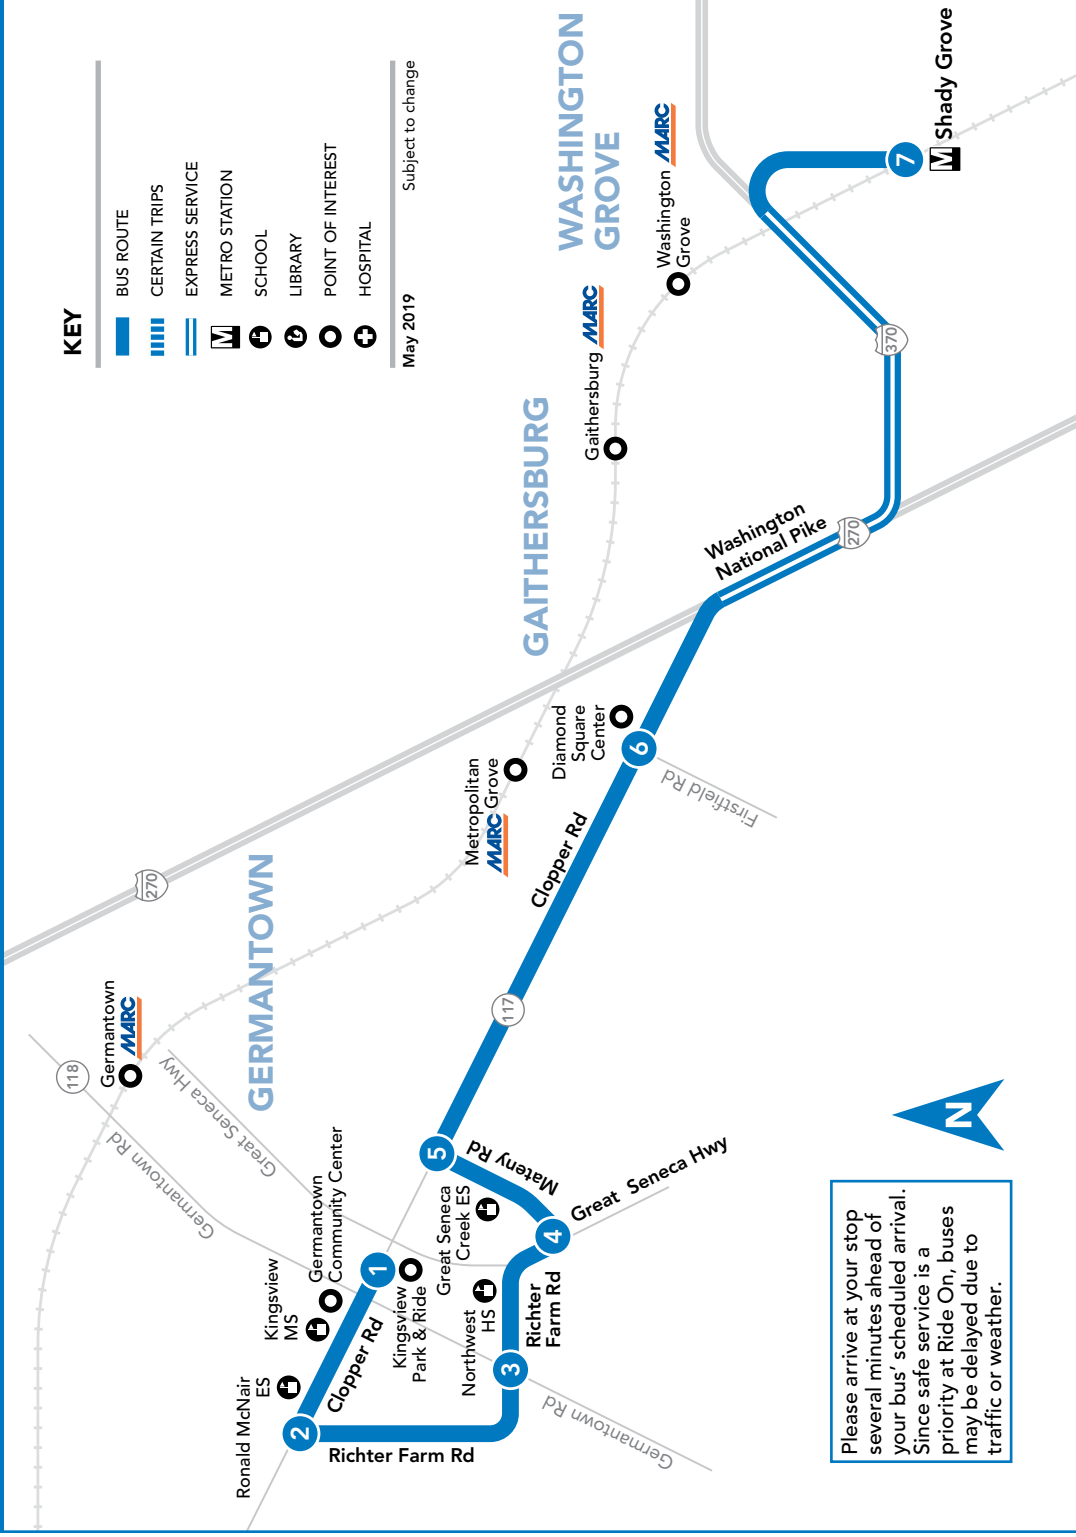 KEY
BUS ROUTE
CERTAIN TRIPS
EXPRESS SERVICE
M
METRO STATION
SCHOOL
LIBRARY
POINT OF INTEREST
HOSPITAL
May 2019
Subject to change
WASHINGTON
GROVE
Washington
Grove
MARC
GAITHERSBURG
Gaithersburg
MARC
7
M
Shady Grove
370
270
Washington
National Pike
Diamond
Square
Center
6
Firstfield Rd
Metropolitan
Grove
MARC
Clopper Rd
117
270
GERMANTOWN
Germantown
MARC
118
Germantown Rd
Great Seneca Hwy
5
Mateny Rd
Great Seneca
Creek ES
4
Great Seneca Hwy
Germantown
Community Center
1
Kingsview
MS
Kingsview
Park & Ride
Northwest
HS
Richter
Farm Rd
3
Germantown Rd
Clopper Rd
Ronald McNair
ES
2
Richter Farm Rd
N
Please arrive at your stop
several minutes ahead of
your bus’ scheduled arrival.
Since safe service is a
priority at Ride On, buses
may be delayed due to
traffic or weather.